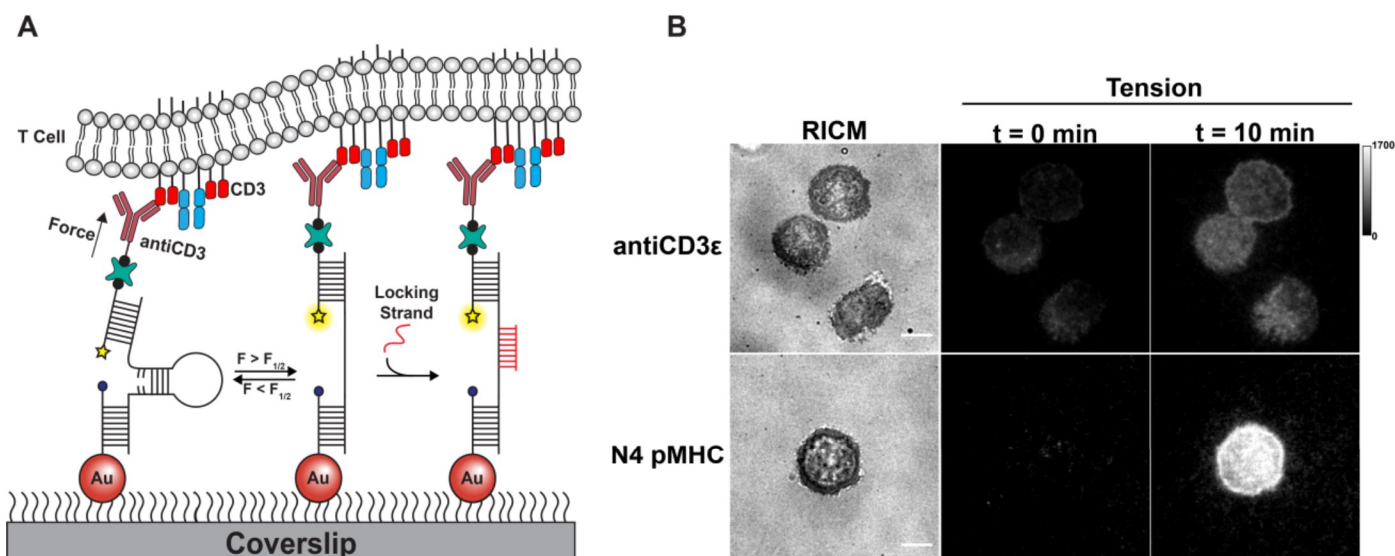 A
T Cell
CD3
Force
antiCD3
Locking
Strand
F > F1/2
F < F1/2
Au
Au
Au
Coverslip
B
Tension
RICM
t = 0 min
t = 10 min
1700
0
antiCD3ε
N4 pMHC